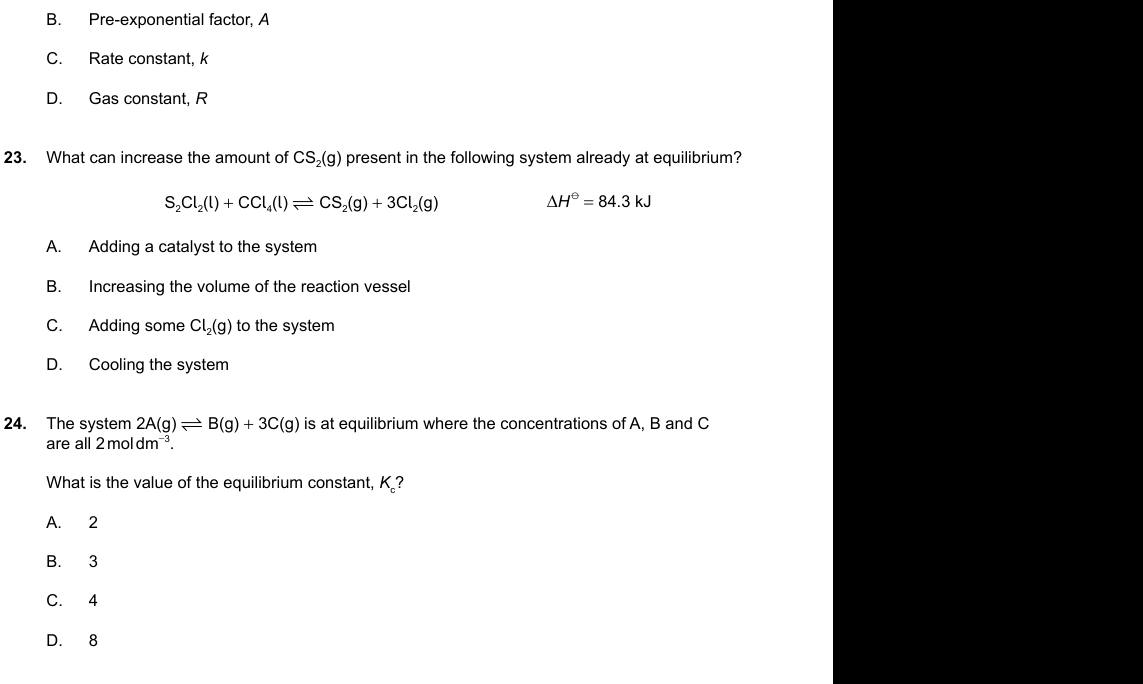 B. Pre-exponential factor, A
C. Rate constant, k
D. Gas constant, R
23. What can increase the amount of CS₂(g) present in the following system already at equilibrium?
S₂Cl₂(l) + CCl₄(l) ⇌ CS₂(g) + 3Cl₂(g) ΔH⦵ = 84.3 kJ
A. Adding a catalyst to the system
B. Increasing the volume of the reaction vessel
C. Adding some Cl₂(g) to the system
D. Cooling the system
24. The system 2A(g) ⇌ B(g) + 3C(g) is at equilibrium where the concentrations of A, B and C
are all 2 mol dm⁻³.
What is the value of the equilibrium constant, K꜀?
A. 2
B. 3
C. 4
D. 8